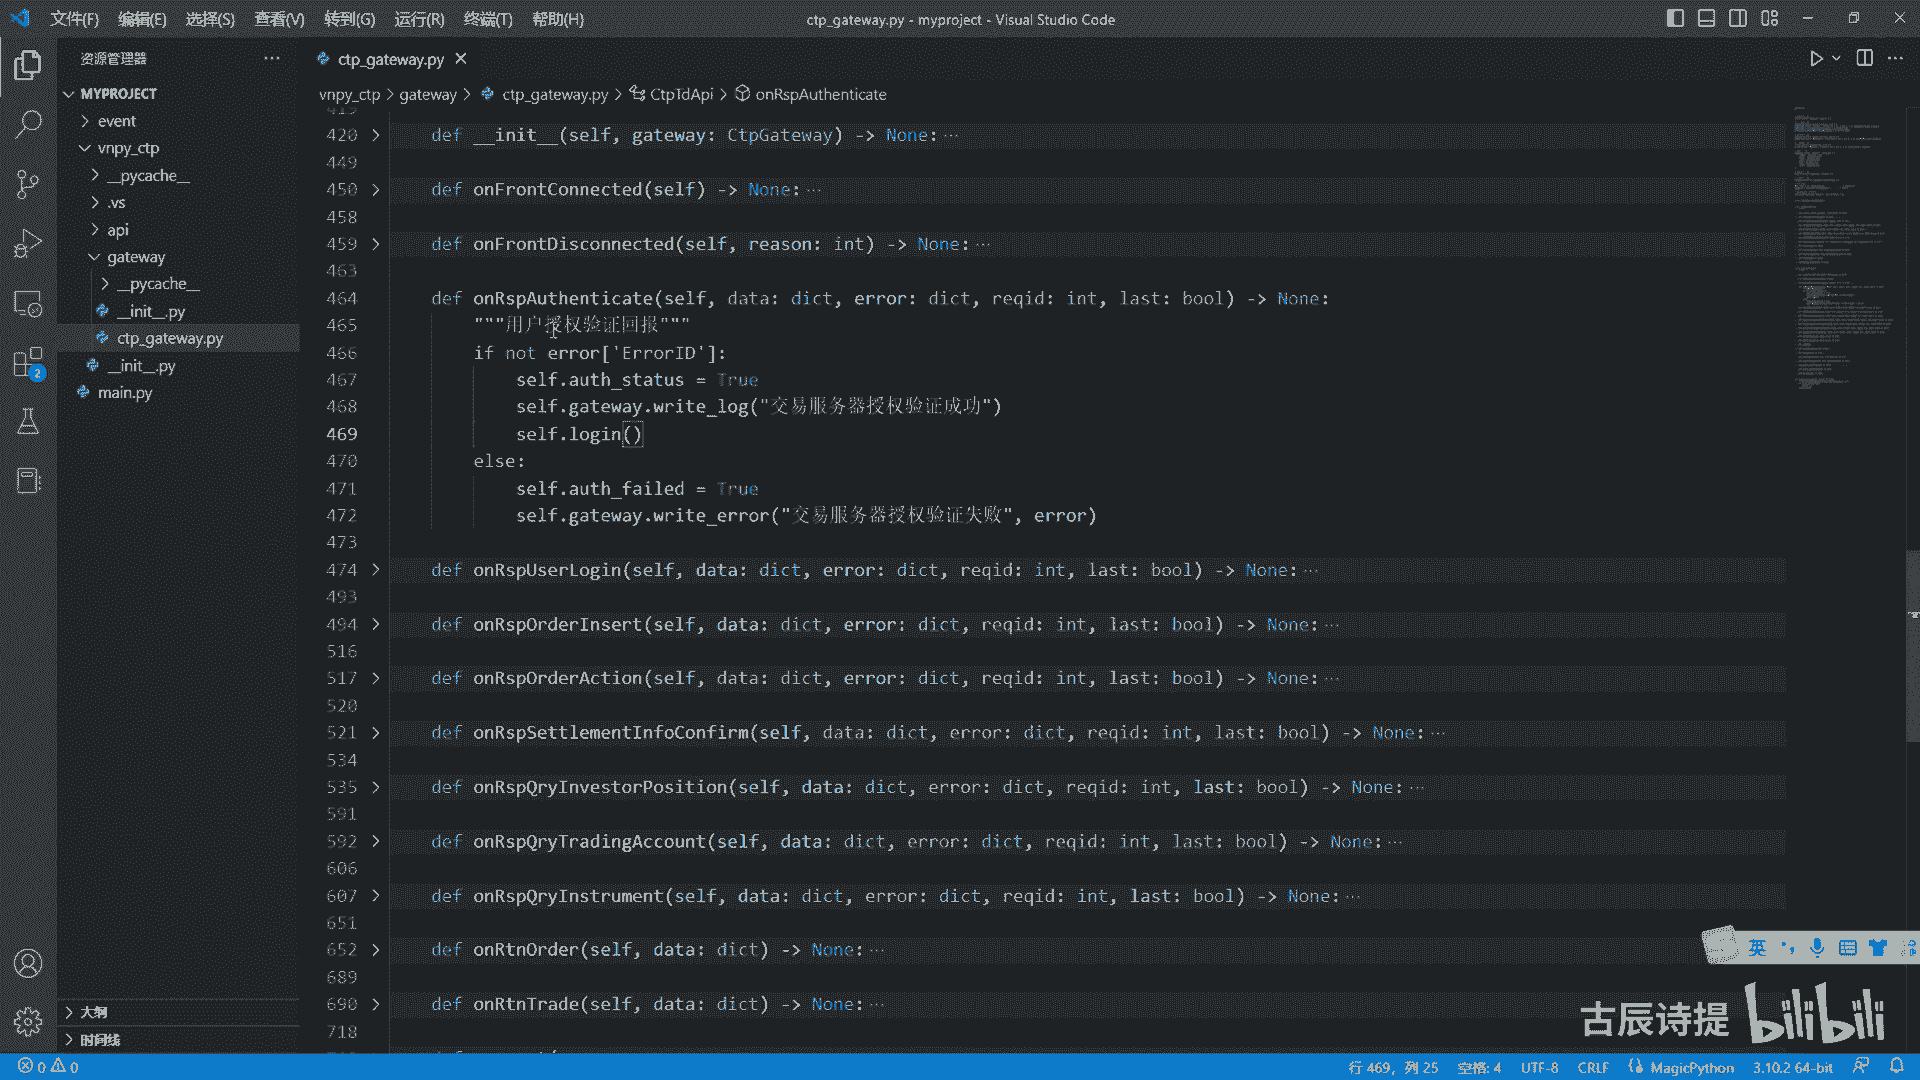 文件(F) 编辑(E) 选择(S) 查看(V) 转到(G) 运行(R) 终端(T) 帮助(H)
ctp_gateway.py - myproject - Visual Studio Code
资源管理器
MYPROJECT
event
vnpy_ctp
__pycache__
.vs
api
gateway
__pycache__
__init__.py
ctp_gateway.py
__init__.py
main.py
大纲
时间线
2
ctp_gateway.py
vnpy_ctp > gateway > ctp_gateway.py > CtpTdApi > onRspAuthenticate
419
420 def __init__(self, gateway: CtpGateway) -> None:···
449
450 def onFrontConnected(self) -> None:···
458
459 def onFrontDisconnected(self, reason: int) -> None:···
463
464 def onRspAuthenticate(self, data: dict, error: dict, reqid: int, last: bool) -> None:
465 """用户授权验证回报"""
466 if not error['ErrorID']:
467 self.auth_status = True
468 self.gateway.write_log("交易服务器授权验证成功")
469 self.login()
470 else:
471 self.auth_failed = True
472 self.gateway.write_error("交易服务器授权验证失败", error)
473
474 def onRspUserLogin(self, data: dict, error: dict, reqid: int, last: bool) -> None:···
493
494 def onRspOrderInsert(self, data: dict, error: dict, reqid: int, last: bool) -> None:···
516
517 def onRspOrderAction(self, data: dict, error: dict, reqid: int, last: bool) -> None:···
520
521 def onRspSettlementInfoConfirm(self, data: dict, error: dict, reqid: int, last: bool) -> None:···
534
535 def onRspQryInvestorPosition(self, data: dict, error: dict, reqid: int, last: bool) -> None:···
591
592 def onRspQryTradingAccount(self, data: dict, error: dict, reqid: int, last: bool) -> None:···
606
607 def onRspQryInstrument(self, data: dict, error: dict, reqid: int, last: bool) -> None:···
651
652 def onRtnOrder(self, data: dict) -> None:···
689
690 def onRtnTrade(self, data: dict) -> None:···
718
英
古辰诗提 bilibili
0 0
行 469，列 25 空格: 4 UTF-8 CRLF MagicPython 3.10.2 64-bit